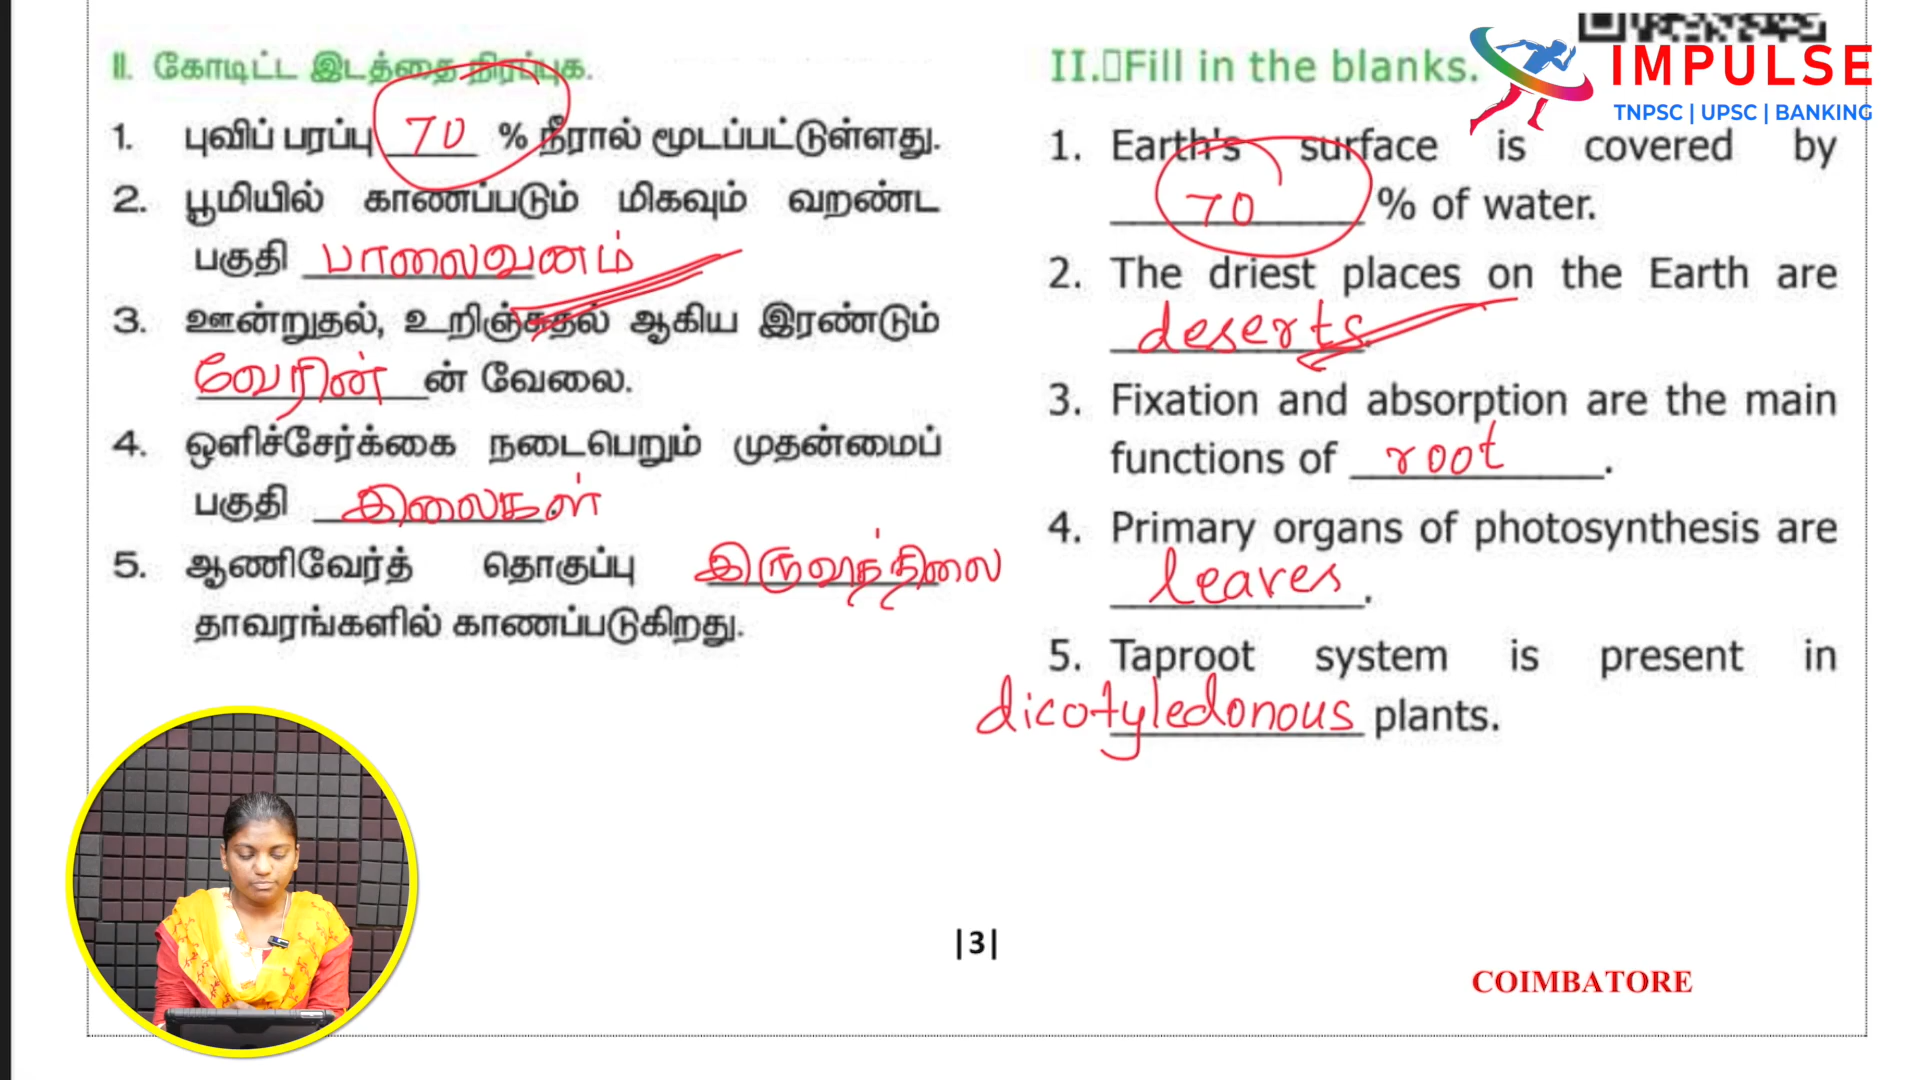 II. கோடிட்ட இடத்தை நிரப்புக.
1. புவிப் பரப்பு 70 % நீரால் மூடப்பட்டுள்ளது.
2. பூமியில் காணப்படும் மிகவும் வறண்ட
பகுதி பாலைவனம்
3. ஊன்றுதல், உறிஞ்சுதல் ஆகிய இரண்டும்
வேரின் ன் வேலை.
4. ஒளிச்சேர்க்கை நடைபெறும் முதன்மைப்
பகுதி இலைகள்.
5. ஆணிவேர்த் தொகுப்பு இருவித்திலை
தாவரங்களில் காணப்படுகிறது.
II. Fill in the blanks.
IMPULSE
TNPSC | UPSC | BANKING
1. Earth's surface is covered by
70 % of water.
2. The driest places on the Earth are
deserts.
3. Fixation and absorption are the main
functions of root.
4. Primary organs of photosynthesis are
leaves.
5. Taproot system is present in
dicotyledonous plants.
|3|
COIMBATORE